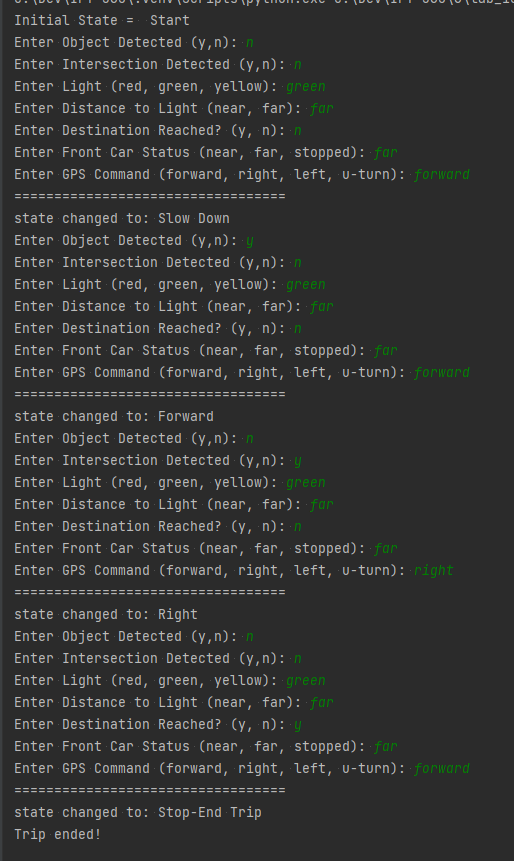 Initial State = Start
Enter Object Detected (y,n): n
Enter Intersection Detected (y,n): n
Enter Light (red, green, yellow): green
Enter Distance to Light (near, far): far
Enter Destination Reached? (y, n): n
Enter Front Car Status (near, far, stopped): far
Enter GPS Command (forward, right, left, u-turn): forward
==================================
state changed to: Slow Down
Enter Object Detected (y,n): y
Enter Intersection Detected (y,n): n
Enter Light (red, green, yellow): green
Enter Distance to Light (near, far): far
Enter Destination Reached? (y, n): n
Enter Front Car Status (near, far, stopped): far
Enter GPS Command (forward, right, left, u-turn): forward
==================================
state changed to: Forward
Enter Object Detected (y,n): n
Enter Intersection Detected (y,n): y
Enter Light (red, green, yellow): green
Enter Distance to Light (near, far): far
Enter Destination Reached? (y, n): n
Enter Front Car Status (near, far, stopped): far
Enter GPS Command (forward, right, left, u-turn): right
==================================
state changed to: Right
Enter Object Detected (y,n): n
Enter Intersection Detected (y,n): n
Enter Light (red, green, yellow): green
Enter Distance to Light (near, far): far
Enter Destination Reached? (y, n): y
Enter Front Car Status (near, far, stopped): far
Enter GPS Command (forward, right, left, u-turn): forward
==================================
state changed to: Stop-End Trip
Trip ended!